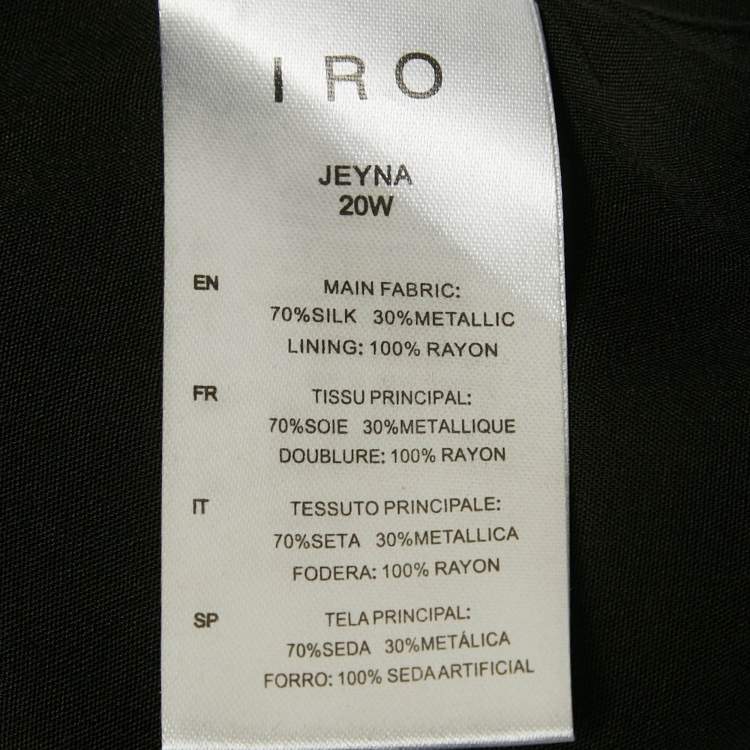 IRO
JEYNA
20W
EN
MAIN FABRIC:
70%SILK 30%METALLIC
LINING: 100% RAYON
FR
TISSU PRINCIPAL:
70%SOIE 30%METALLIQUE
DOUBLURE: 100% RAYON
IT
TESSUTO PRINCIPALE:
70%SETA 30%METALLICA
FODERA: 100% RAYON
SP
TELA PRINCIPAL:
70%SEDA 30%METÁLICA
FORRO: 100% SEDA ARTIFICIAL